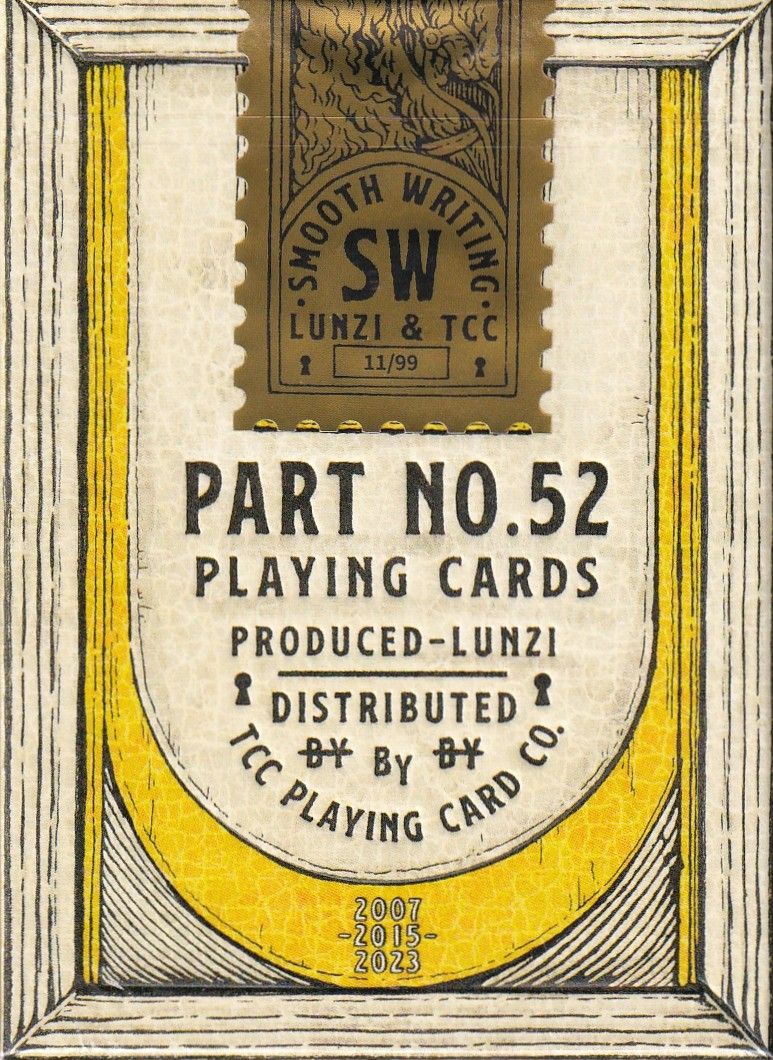 ·SMOOTH WRITING·
SW
LUNZI & TCC
11/99
PART NO.52
PLAYING CARDS
PRODUCED-LUNZI
DISTRIBUTED
BY By BY
TCC PLAYING CARD CO.
2007
-2015-
2023